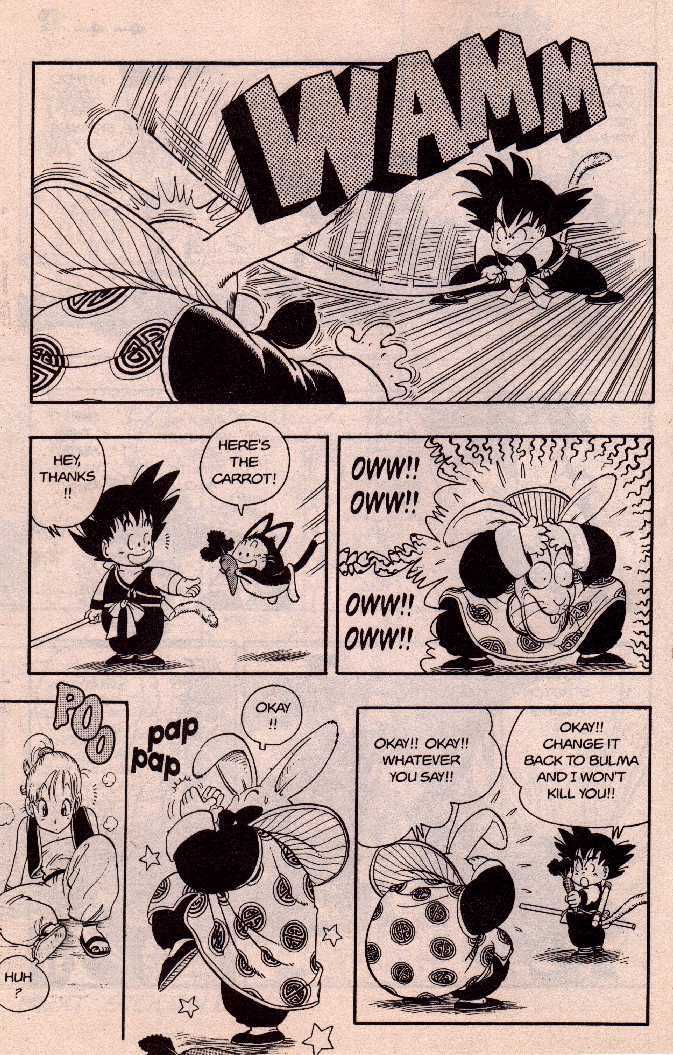 WAMM
OWW!!
OWW!!
OWW!!
OWW!!
HERE'S
THE
CARROT!
HEY,
THANKS
!!
OKAY!!
CHANGE IT
BACK TO BULMA
AND I WON'T
KILL YOU!!
OKAY!! OKAY!!
WHATEVER
YOU SAY!!
OKAY
!!
pap
pap
POO
HUH
?